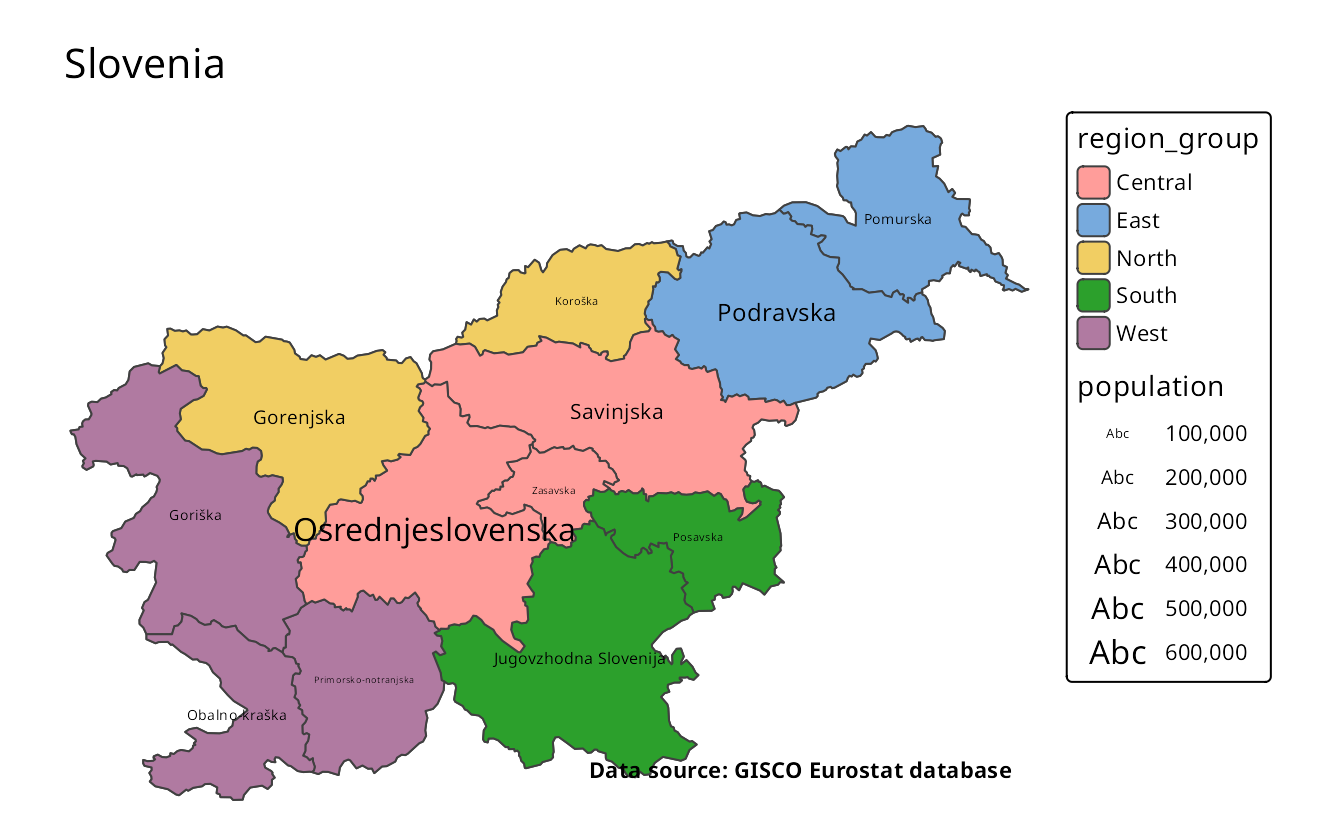 Slovenia
Pomurska
Koroška
Podravska
Gorenjska
Savinjska
Zasavska
Goriška
Osrednjeslovenska
Posavska
Jugovzhodna Slovenija
Primorsko-notranjska
Obalno-kraška
Data source: GISCO Eurostat database
region_group
Central
East
North
South
West
population
Abc 100,000
Abc 200,000
Abc 300,000
Abc 400,000
Abc 500,000
Abc 600,000